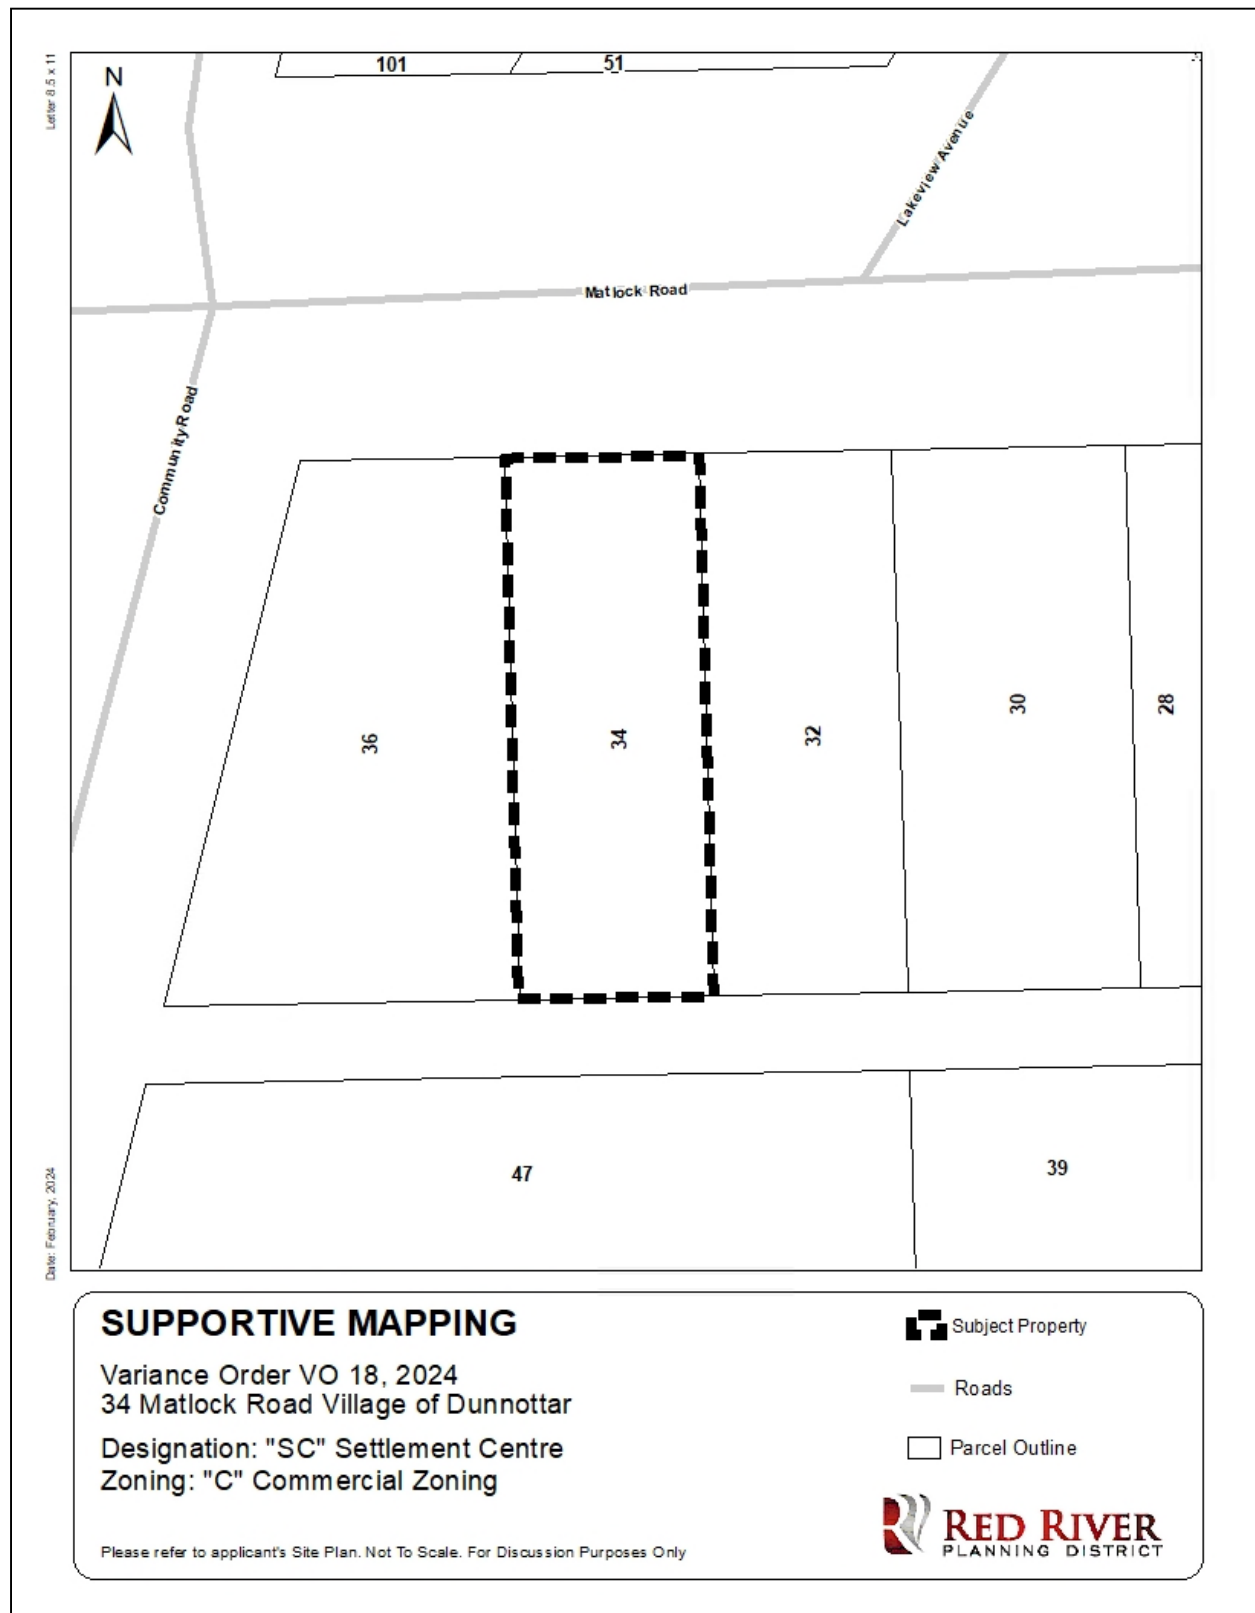 Letter 8.5 x 11
N
101
51
Lakeview Avenue
Matlock Road
Community Road
36
34
32
30
28
47
39
Date: February, 2024
SUPPORTIVE MAPPING
Variance Order VO 18, 2024
34 Matlock Road Village of Dunnottar
Designation: "SC" Settlement Centre
Zoning: "C" Commercial Zoning
Please refer to applicant's Site Plan. Not To Scale. For Discussion Purposes Only
Subject Property
Roads
Parcel Outline
RED RIVER
PLANNING DISTRICT